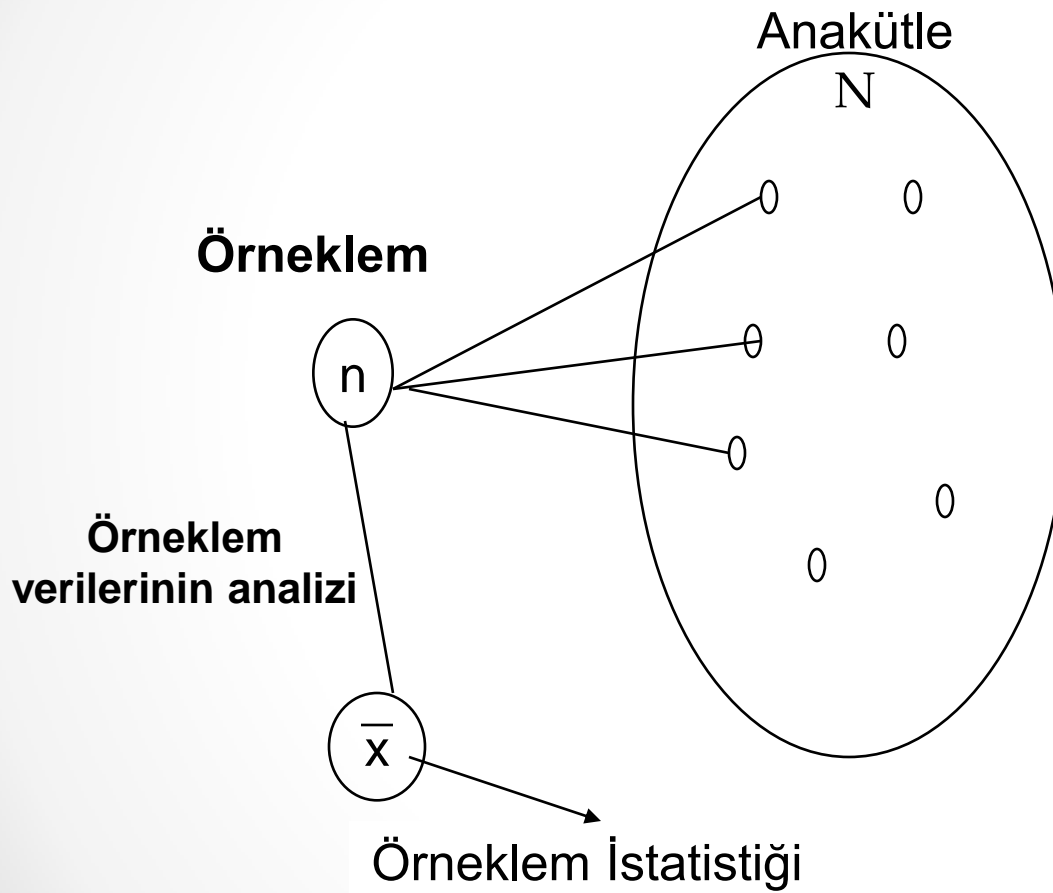 Anakütle
N
Örneklem
n
Örneklem
verilerinin analizi
x̅
Örneklem İstatistiği